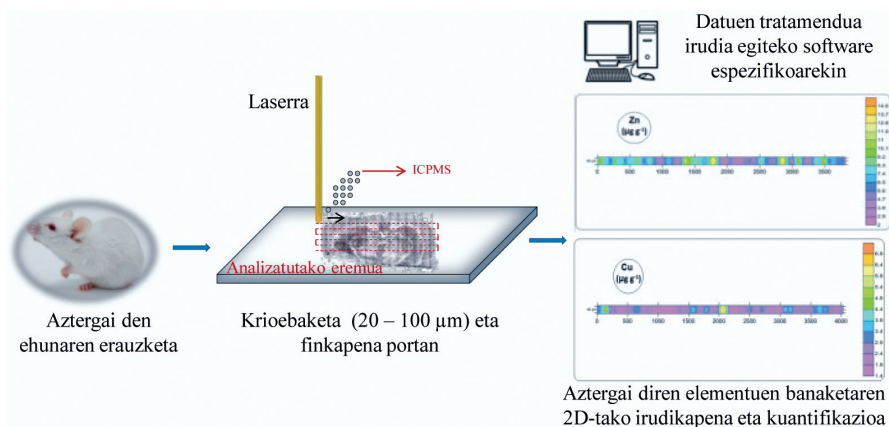 Datuen tratamendua
irudia egiteko software
espezifikoarekin
Laserra
ICPMS
Analizatutako eremua
Zn
(µg g⁻¹)
0 500 1000 1500 2000 2500 3000 3500
Cu
(µg g⁻¹)
0 500 1000 1500 2000 2500 3000 3500 4000
Aztergai den
ehunaren erauzketa
Krioebaketa (20 – 100 µm) eta
finkapena portan
Aztergai diren elementuen banaketaren
2D-tako irudikapena eta kuantifikazioa